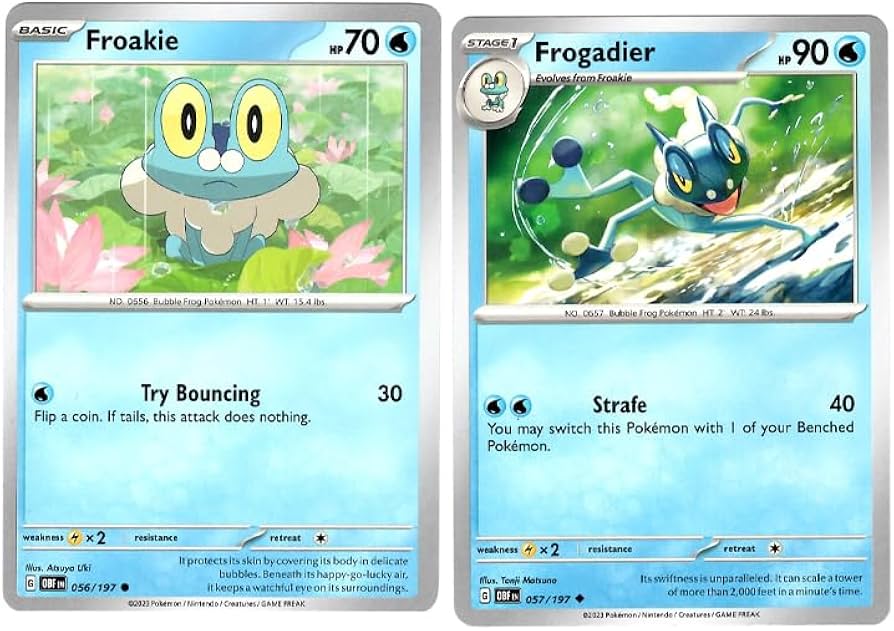 BASIC
Froakie
HP 70
NO. 0656 Bubble Frog Pokémon HT. 1' WT. 15.4 lbs.
Try Bouncing 30
Flip a coin. If tails, this attack does nothing.
weakness ×2 resistance retreat
Illus. Atsuya Uki
It protects its skin by covering its body in delicate
bubbles. Beneath its happy-go-lucky air,
it keeps a watchful eye on its surroundings.
G OBF EN 056/197
©2023 Pokémon / Nintendo / Creatures / GAME FREAK
STAGE 1
Frogadier
HP 90
Evolves from Froakie
NO. 0657 Bubble Frog Pokémon HT. 2' WT. 24 lbs.
Strafe 40
You may switch this Pokémon with 1 of your Benched
Pokémon.
weakness ×2 resistance retreat
Illus. Tonji Matsuno
Its swiftness is unparalleled. It can scale a tower
of more than 2,000 feet in a minute's time.
G OBF EN 057/197
©2023 Pokémon / Nintendo / Creatures / GAME FREAK